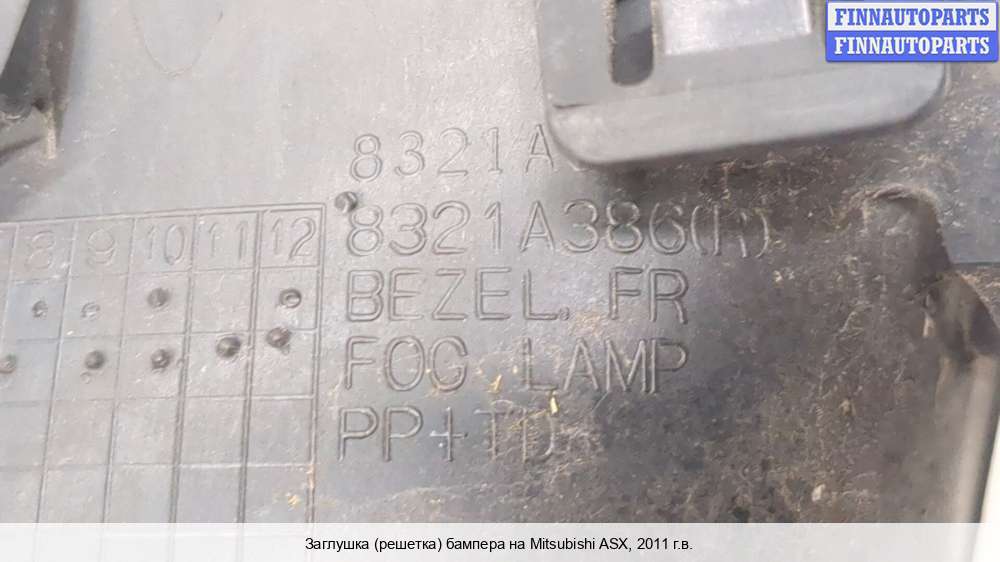 FINNAUTOPARTS
FINNAUTOPARTS
8321A386(R)
8 9 10 11 12
BEZEL, FR
FOG LAMP
PP+TD
Заглушка (решетка) бампера на Mitsubishi ASX, 2011 г.в.